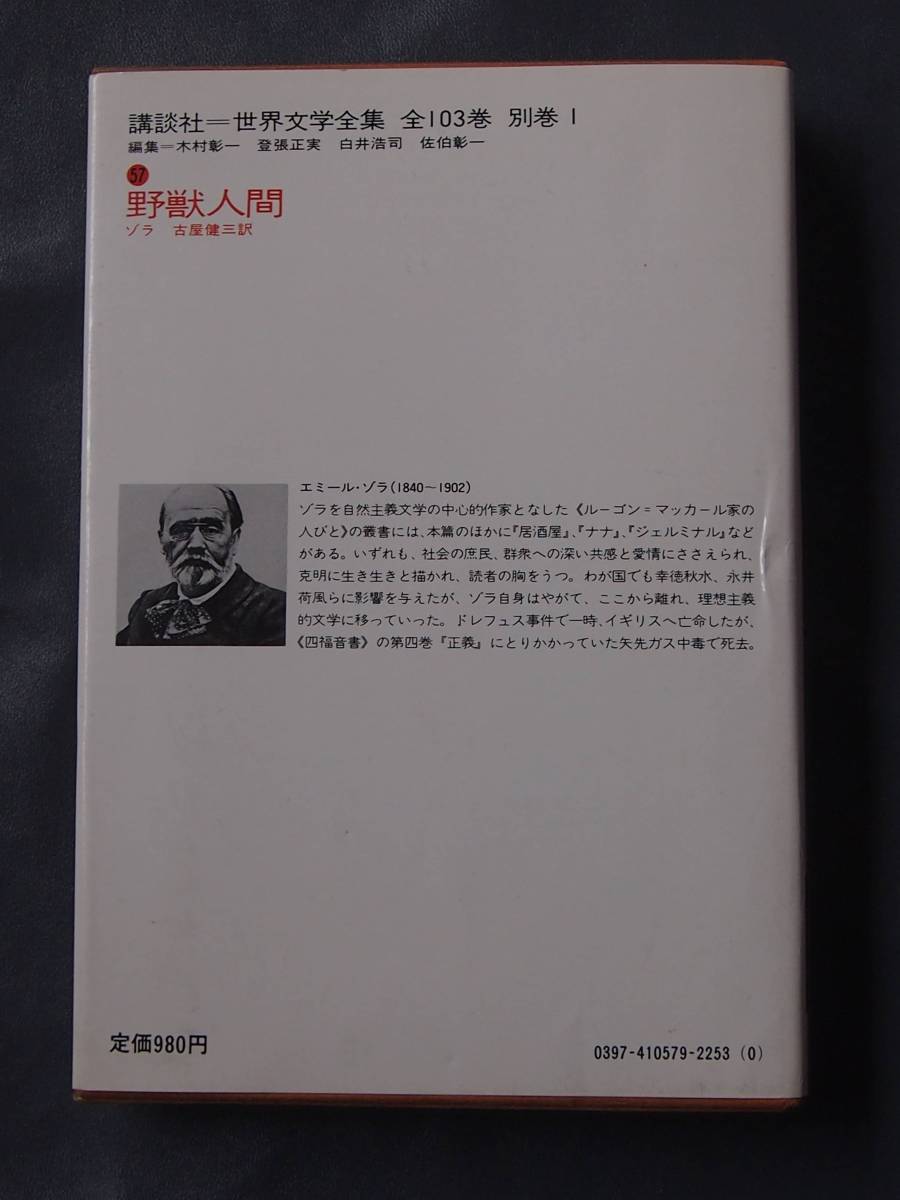 講談社＝世界文学全集 全103巻 別巻1
編集＝木村彰一 登張正実 白井浩司 佐伯彰一
57
野獣人間
ゾラ 古屋健三訳
エミール・ゾラ(1840〜1902)
ゾラを自然主義文学の中心的作家となした《ルーゴン＝マッカール家の
人びと》の叢書には、本篇のほかに『居酒屋』、『ナナ』、『ジェルミナル』など
がある。いずれも、社会の庶民、群衆への深い共感と愛情にささえられ、
克明に生き生きと描かれ、読者の胸をうつ。わが国でも幸徳秋水、永井
荷風らに影響を与えたが、ゾラ自身はやがて、ここから離れ、理想主義
的文学に移っていった。ドレフュス事件で一時、イギリスへ亡命したが、
《四福音書》の第四巻『正義』にとりかかっていた矢先ガス中毒で死去。
定価980円
0397-410579-2253 (0)